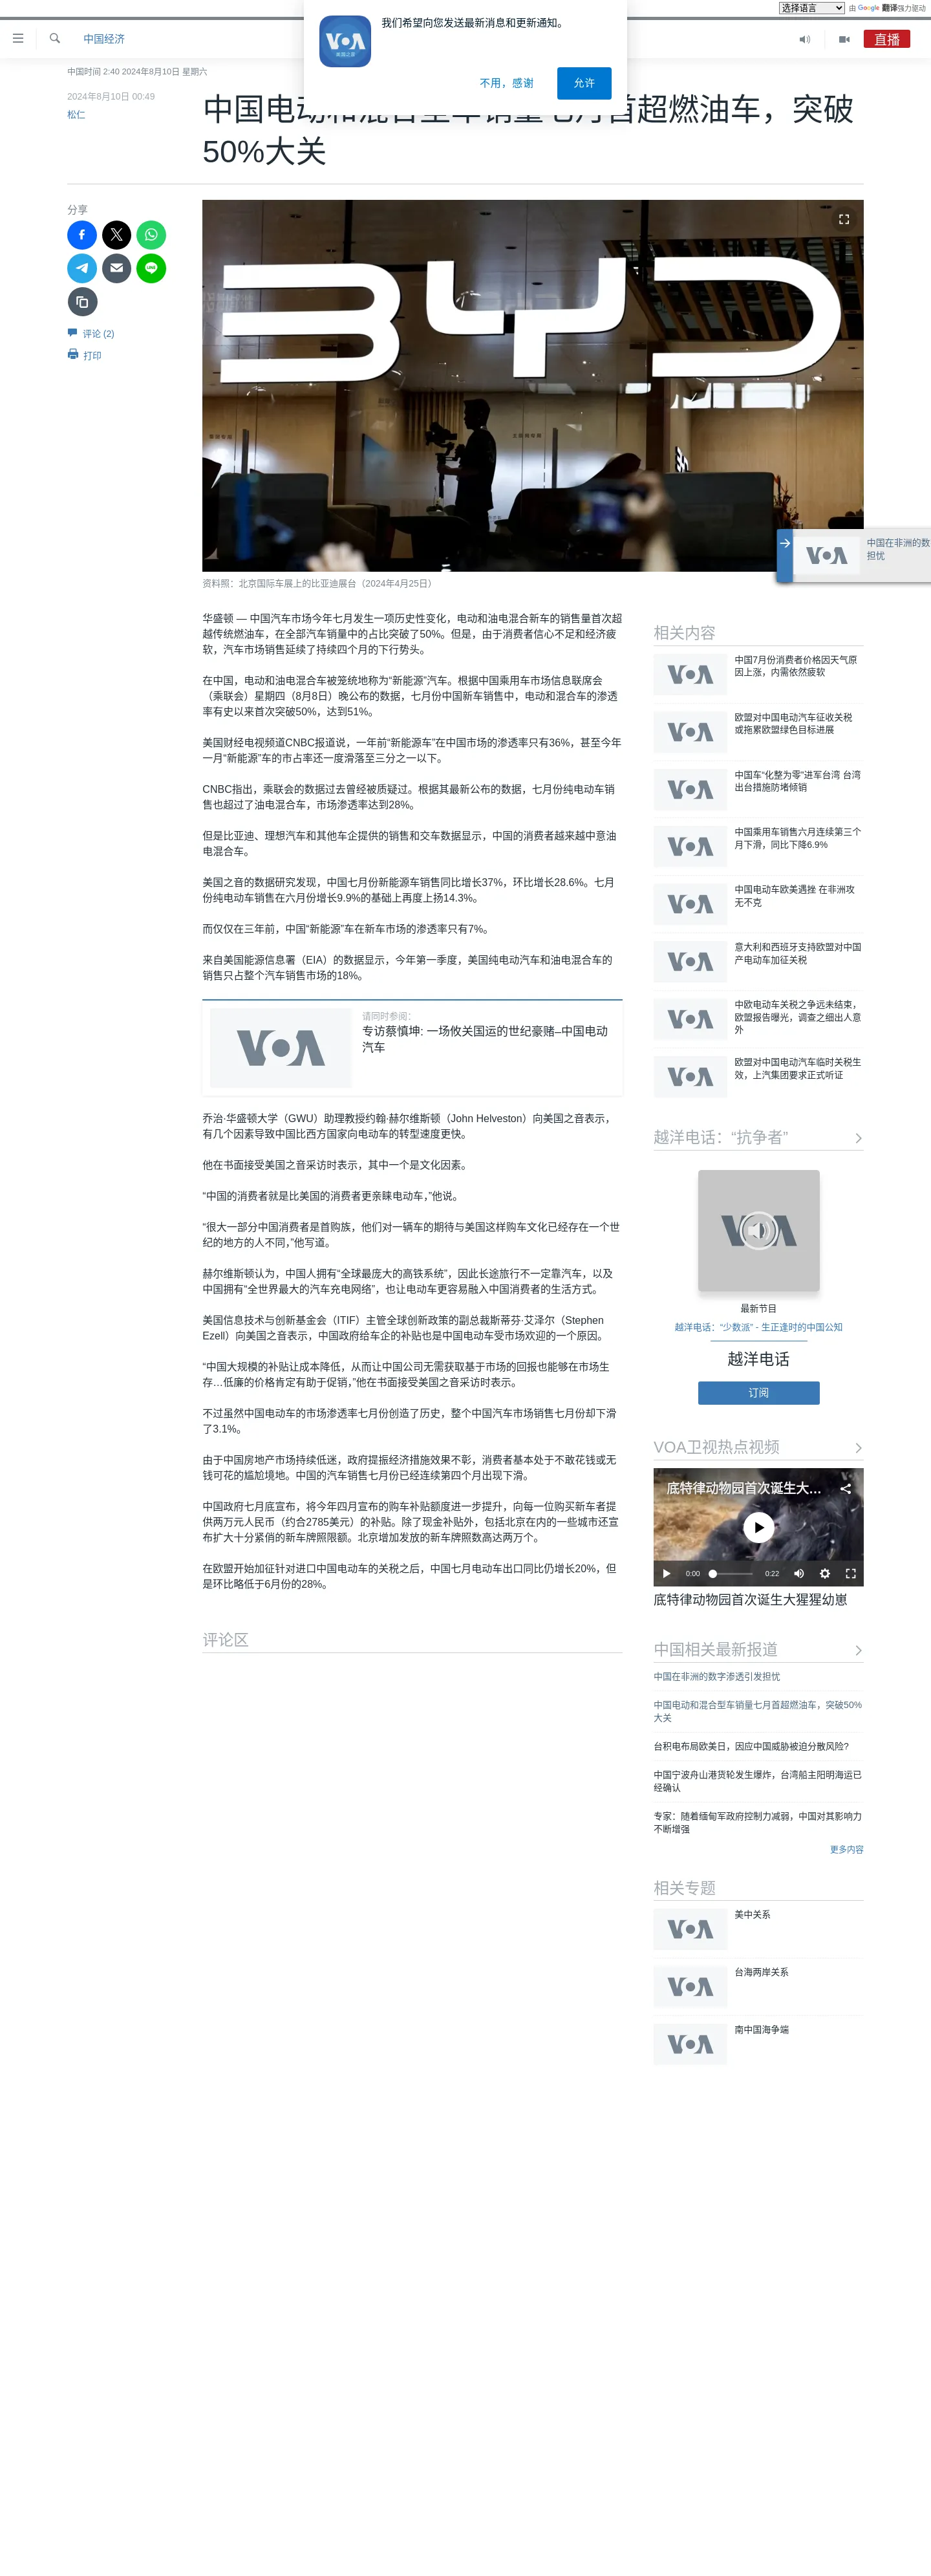 选择语言 由 Google 翻译强力驱动
我们希望向您发送最新消息和更新通知。
不用，感谢
允许
中国经济
直播
中国时间 2:40 2024年8月10日 星期六
2024年8月10日 00:49
松仁
中国电动和混合型车销量七月首超燃油车，突破
50%大关
分享
评论 (2)
打印
BYD
资料照：北京国际车展上的比亚迪展台（2024年4月25日）
中国在非洲的数
担忧
华盛顿 — 中国汽车市场今年七月发生一项历史性变化，电动和油电混合新车的销售量首次超
越传统燃油车，在全部汽车销量中的占比突破了50%。但是，由于消费者信心不足和经济疲
软，汽车市场销售延续了持续四个月的下行势头。
在中国，电动和油电混合车被笼统地称为“新能源”汽车。根据中国乘用车市场信息联席会
（乘联会）星期四（8月8日）晚公布的数据，七月份中国新车销售中，电动和混合车的渗透
率有史以来首次突破50%，达到51%。
美国财经电视频道CNBC报道说，一年前“新能源车”在中国市场的渗透率只有36%，甚至今年
一月“新能源”车的市占率还一度滑落至三分之一以下。
CNBC指出，乘联会的数据过去曾经被质疑过。根据其最新公布的数据，七月份纯电动车销
售也超过了油电混合车，市场渗透率达到28%。
但是比亚迪、理想汽车和其他车企提供的销售和交车数据显示，中国的消费者越来越中意油
电混合车。
美国之音的数据研究发现，中国七月份新能源车销售同比增长37%，环比增长28.6%。七月
份纯电动车销售在六月份增长9.9%的基础上再度上扬14.3%。
而仅仅在三年前，中国“新能源”车在新车市场的渗透率只有7%。
来自美国能源信息署（EIA）的数据显示，今年第一季度，美国纯电动汽车和油电混合车的
销售只占整个汽车销售市场的18%。
请同时参阅：
专访蔡慎坤: 一场攸关国运的世纪豪赌–中国电动
汽车
乔治·华盛顿大学（GWU）助理教授约翰·赫尔维斯顿（John Helveston）向美国之音表示，
有几个因素导致中国比西方国家向电动车的转型速度更快。
他在书面接受美国之音采访时表示，其中一个是文化因素。
“中国的消费者就是比美国的消费者更亲睐电动车，”他说。
“很大一部分中国消费者是首购族，他们对一辆车的期待与美国这样购车文化已经存在一个世
纪的地方的人不同，”他写道。
赫尔维斯顿认为，中国人拥有“全球最庞大的高铁系统”，因此长途旅行不一定靠汽车，以及
中国拥有“全世界最大的汽车充电网络”，也让电动车更容易融入中国消费者的生活方式。
美国信息技术与创新基金会（ITIF）主管全球创新政策的副总裁斯蒂芬·艾泽尔（Stephen
Ezell）向美国之音表示，中国政府给车企的补贴也是中国电动车受市场欢迎的一个原因。
“中国大规模的补贴让成本降低，从而让中国公司无需获取基于市场的回报也能够在市场生
存…低廉的价格肯定有助于促销，”他在书面接受美国之音采访时表示。
不过虽然中国电动车的市场渗透率七月份创造了历史，整个中国汽车市场销售七月份却下滑
了3.1%。
由于中国房地产市场持续低迷，政府提振经济措施效果不彰，消费者基本处于不敢花钱或无
钱可花的尴尬境地。中国的汽车销售七月份已经连续第四个月出现下滑。
中国政府七月底宣布，将今年四月宣布的购车补贴额度进一步提升，向每一位购买新车者提
供两万元人民币（约合2785美元）的补贴。除了现金补贴外，包括北京在内的一些城市还宣
布扩大十分紧俏的新车牌照限额。北京增加发放的新车牌照数高达两万个。
在欧盟开始加征针对进口中国电动车的关税之后，中国七月电动车出口同比仍增长20%，但
是环比略低于6月份的28%。
评论区
相关内容
中国7月份消费者价格因天气原
因上涨，内需依然疲软
欧盟对中国电动汽车征收关税
或拖累欧盟绿色目标进展
中国车“化整为零”进军台湾 台湾
出台措施防堵倾销
中国乘用车销售六月连续第三个
月下滑，同比下降6.9%
中国电动车欧美遇挫 在非洲攻
无不克
意大利和西班牙支持欧盟对中国
产电动车加征关税
中欧电动车关税之争远未结束，
欧盟报告曝光，调查之细出人意
外
欧盟对中国电动汽车临时关税生
效，上汽集团要求正式听证
越洋电话：“抗争者”
最新节目
越洋电话：“少数派” - 生正逢时的中国公知
越洋电话
订阅
VOA卫视热点视频
底特律动物园首次诞生大…
0:00 0:22
底特律动物园首次诞生大猩猩幼崽
中国相关最新报道
中国在非洲的数字渗透引发担忧
中国电动和混合型车销量七月首超燃油车，突破50%
大关
台积电布局欧美日，因应中国威胁被迫分散风险?
中国宁波舟山港货轮发生爆炸，台湾船主阳明海运已
经确认
专家：随着缅甸军政府控制力减弱，中国对其影响力
不断增强
更多内容
相关专题
美中关系
台海两岸关系
南中国海争端